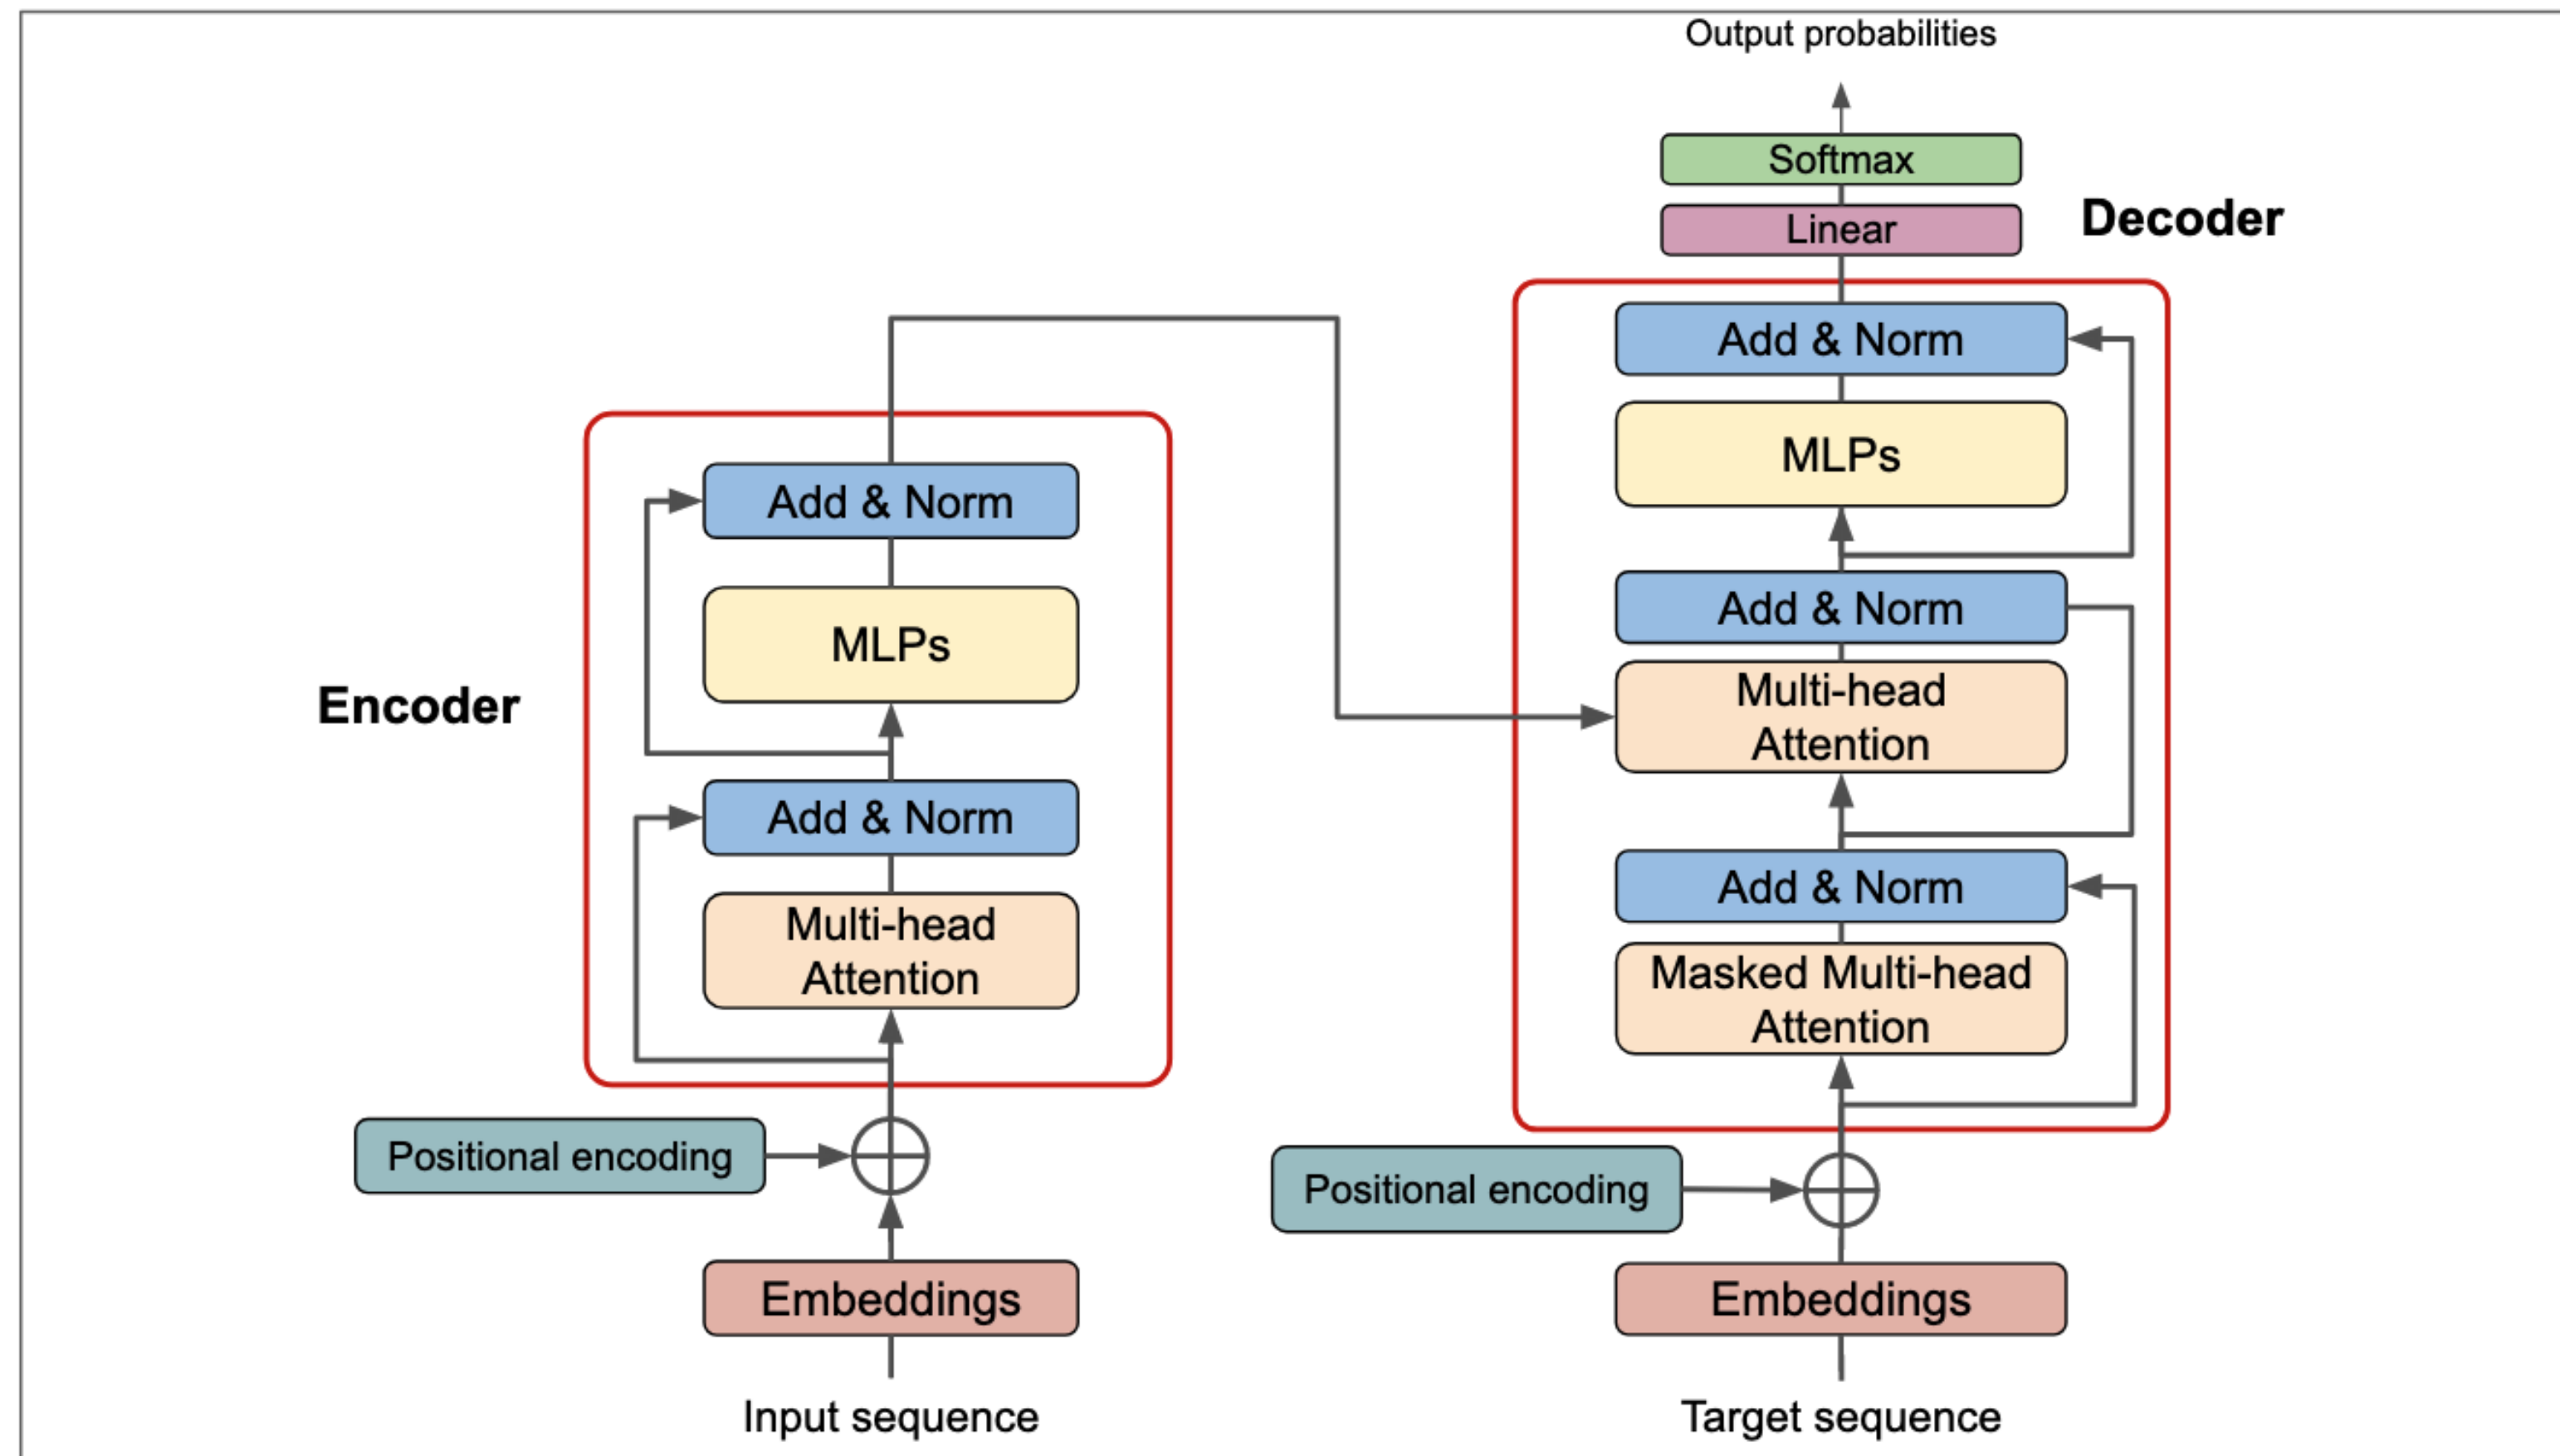 Output probabilities
Softmax
Linear
Decoder
Add & Norm
MLPs
Add & Norm
Multi-head
Attention
Add & Norm
Masked Multi-head
Attention
Positional encoding
Embeddings
Target sequence
Encoder
Add & Norm
MLPs
Add & Norm
Multi-head
Attention
Positional encoding
Embeddings
Input sequence